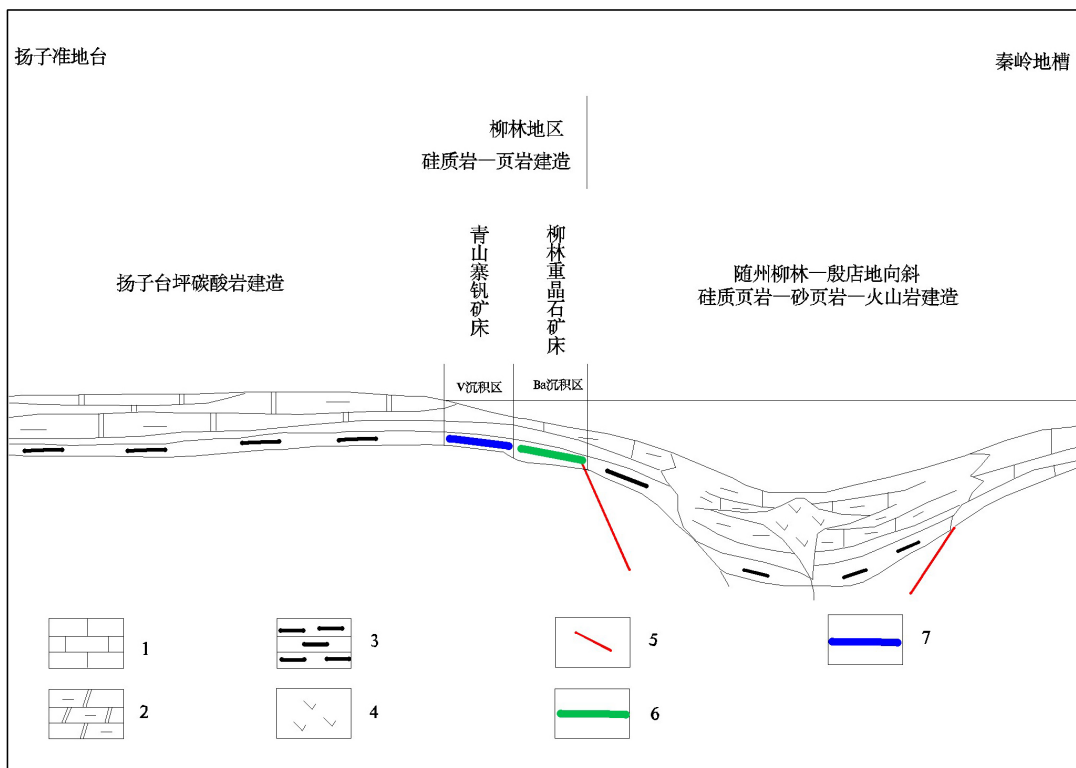 扬子准地台
秦岭地槽
柳林地区
硅质岩—页岩建造
青山寨钒矿床
柳林重晶石矿床
扬子台坪碳酸岩建造
随州柳林—殷店地向斜
硅质页岩—砂页岩—火山岩建造
V沉积区
Ba沉积区
1
3
5
7
2
4
6